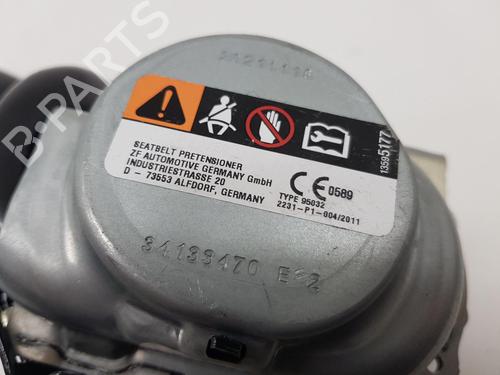 SEATBELT PRETENSIONER
ZF AUTOMOTIVE GERMANY GmbH
INDUSTRIESTRASSE 20
D - 73553 ALFDORF, GERMANY
CE 0589
TYPE 95032
2231-P1-004/2011
13595177
34133470 E 2
B-PARTS